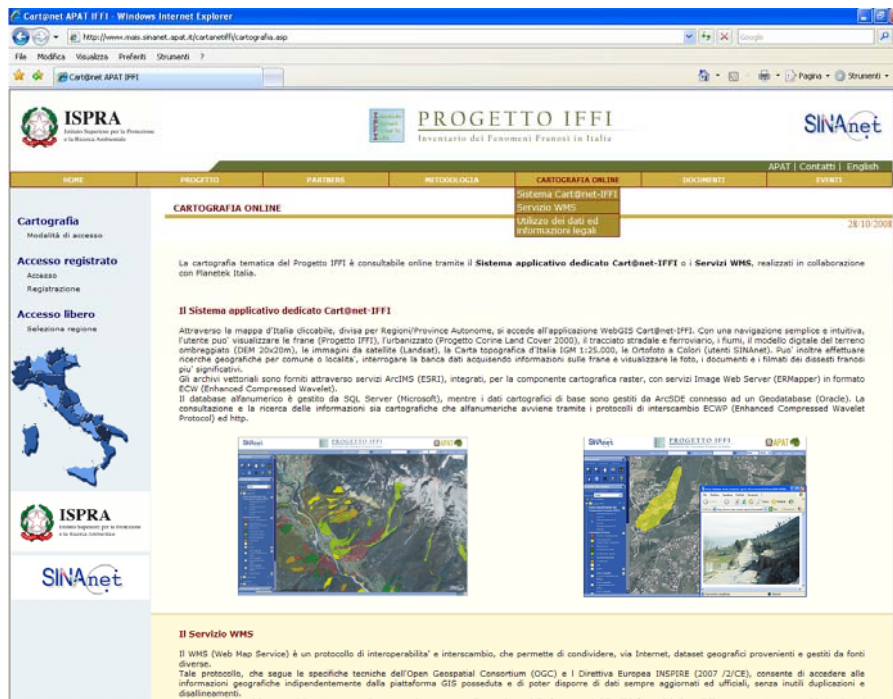 Cart@net APAT IFFI - Windows Internet Explorer
http://www.mais.sinanet.apat.it/cartanetiffi/cartografia.asp
Google
File Modifica Visualizza Preferiti Strumenti ?
Cart@net APAT IFFI
Pagina Strumenti
ISPRA
Istituto Superiore per la Protezione
e la Ricerca Ambientale
PROGETTO IFFI
Inventario dei Fenomeni Franosi in Italia
SINAnet
APAT | Contatti | English
HOME PROGETTO PARTNERS METODOLOGIA CARTOGRAFIA ONLINE DOCUMENTI EVENTI
Sistema Cart@net-IFFI
Servizio WMS
Utilizzo dei dati ed
informazioni legali
CARTOGRAFIA ONLINE
28/10/2008
Cartografia
Modalità di accesso
Accesso registrato
Accesso
Registrazione
Accesso libero
Seleziona regione
ISPRA
Istituto Superiore per la Protezione
e la Ricerca Ambientale
SINAnet
La cartografia tematica del Progetto IFFI è consultabile online tramite il Sistema applicativo dedicato Cart@net-IFFI o i Servizi WMS, realizzati in collaborazione
con Planetek Italia.
Il Sistema applicativo dedicato Cart@net-IFFI
Attraverso la mappa d'Italia cliccabile, divisa per Regioni/Province Autonome, si accede all'applicazione WebGIS Cart@net-IFFI. Con una navigazione semplice e intuitiva,
l'utente puo' visualizzare le frane (Progetto IFFI), l'urbanizzato (Progetto Corine Land Cover 2000), il tracciato stradale e ferroviario, i fiumi, il modello digitale del terreno
ombreggiato (DEM 20x20m), le immagini da satellite (Landsat), la Carta topografica d'Italia IGM 1:25.000, le Ortofoto a Colori (utenti SINAnet). Puo' inoltre effettuare
ricerche geografiche per comune o localita', interrogare la banca dati acquisendo informazioni sulle frane e visualizzare le foto, i documenti e i filmati dei dissesti franosi
piu' significativi.
Gli archivi vettoriali sono forniti attraverso servizi ArcIMS (ESRI), integrati, per la componente cartografica raster, con servizi Image Web Server (ERMapper) in formato
ECW (Enhanced Compressed Wavelet).
Il database alfanumerico è gestito da SQL Server (Microsoft), mentre i dati cartografici di base sono gestiti da ArcSDE connesso ad un Geodatabase (Oracle). La
consultazione e la ricerca delle informazioni sia cartografiche che alfanumeriche avviene tramite i protocolli di interscambio ECWP (Enhanced Compressed Wavelet
Protocol) ed http.
SINAnet PROGETTO IFFI APAT
SINAnet PROGETTO IFFI APAT
Il Servizio WMS
Il WMS (Web Map Service) è un protocollo di interoperabilita' e interscambio, che permette di condividere, via Internet, dataset geografici provenienti e gestiti da fonti
diverse.
Tale protocollo, che segue le specifiche tecniche dell'Open Geospatial Consortium (OGC) e l Direttiva Europea INSPIRE (2007 /2/CE), consente di accedere alle
informazioni geografiche indipendentemente dalla piattaforma GIS posseduta e di poter disporre di dati sempre aggiornati ed ufficiali, senza inutili duplicazioni e
disallineamenti.